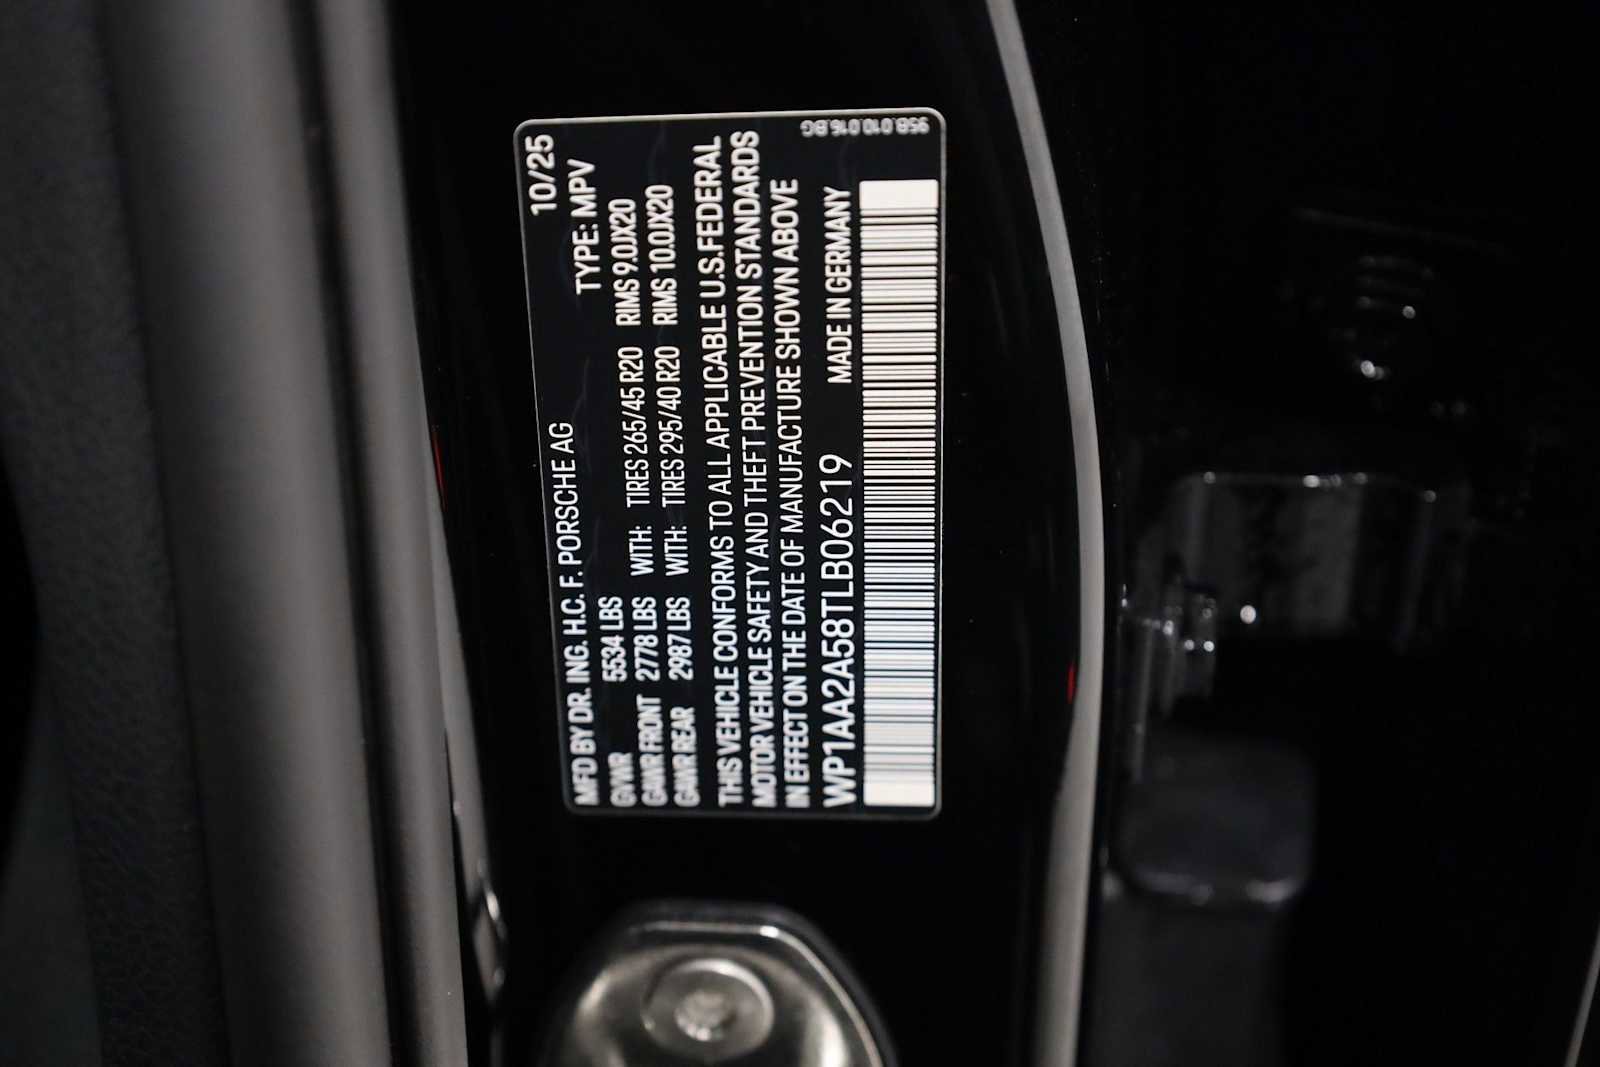 95B.010.016.BG
10/25
MFD BY DR. ING. H.C. F. PORSCHE AG TYPE: MPV
GVWR 5534 LBS
GAWR FRONT 2778 LBS WITH: TIRES 265/45 R20 RIMS 9.0JX20
GAWR REAR 2987 LBS WITH: TIRES 295/40 R20 RIMS 10.0JX20
THIS VEHICLE CONFORMS TO ALL APPLICABLE U.S. FEDERAL
MOTOR VEHICLE SAFETY AND THEFT PREVENTION STANDARDS
IN EFFECT ON THE DATE OF MANUFACTURE SHOWN ABOVE
WP1AA2A58TLB06219 MADE IN GERMANY